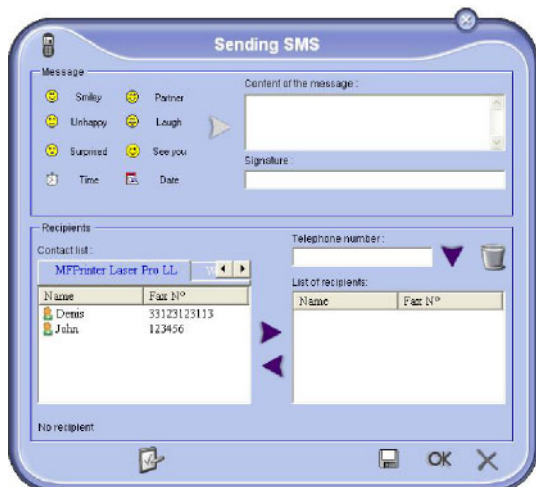 Sending SMS
Message
Smiley Partner
Unhappy Laugh
Surprised See you
Time Date
Content of the message :
Signature :
Recipients
Contact list :
MFPrinter Laser Pro LL
Name Fax Nº
Denis 33123123113
John 123456
No recipient
Telephone number :
List of recipients:
Name Fax Nº
OK